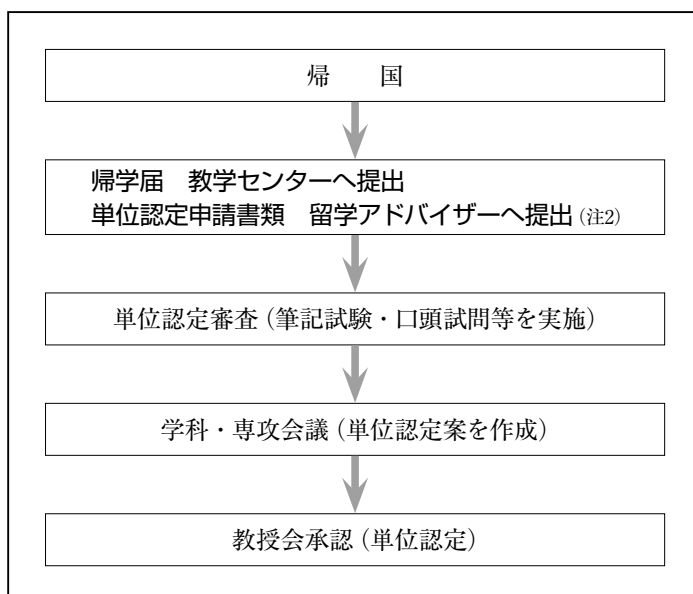 帰　　国
帰学届　教学センターへ提出
単位認定申請書類　留学アドバイザーへ提出（注2）
単位認定審査（筆記試験・口頭試問等を実施）
学科・専攻会議（単位認定案を作成）
教授会承認（単位認定）